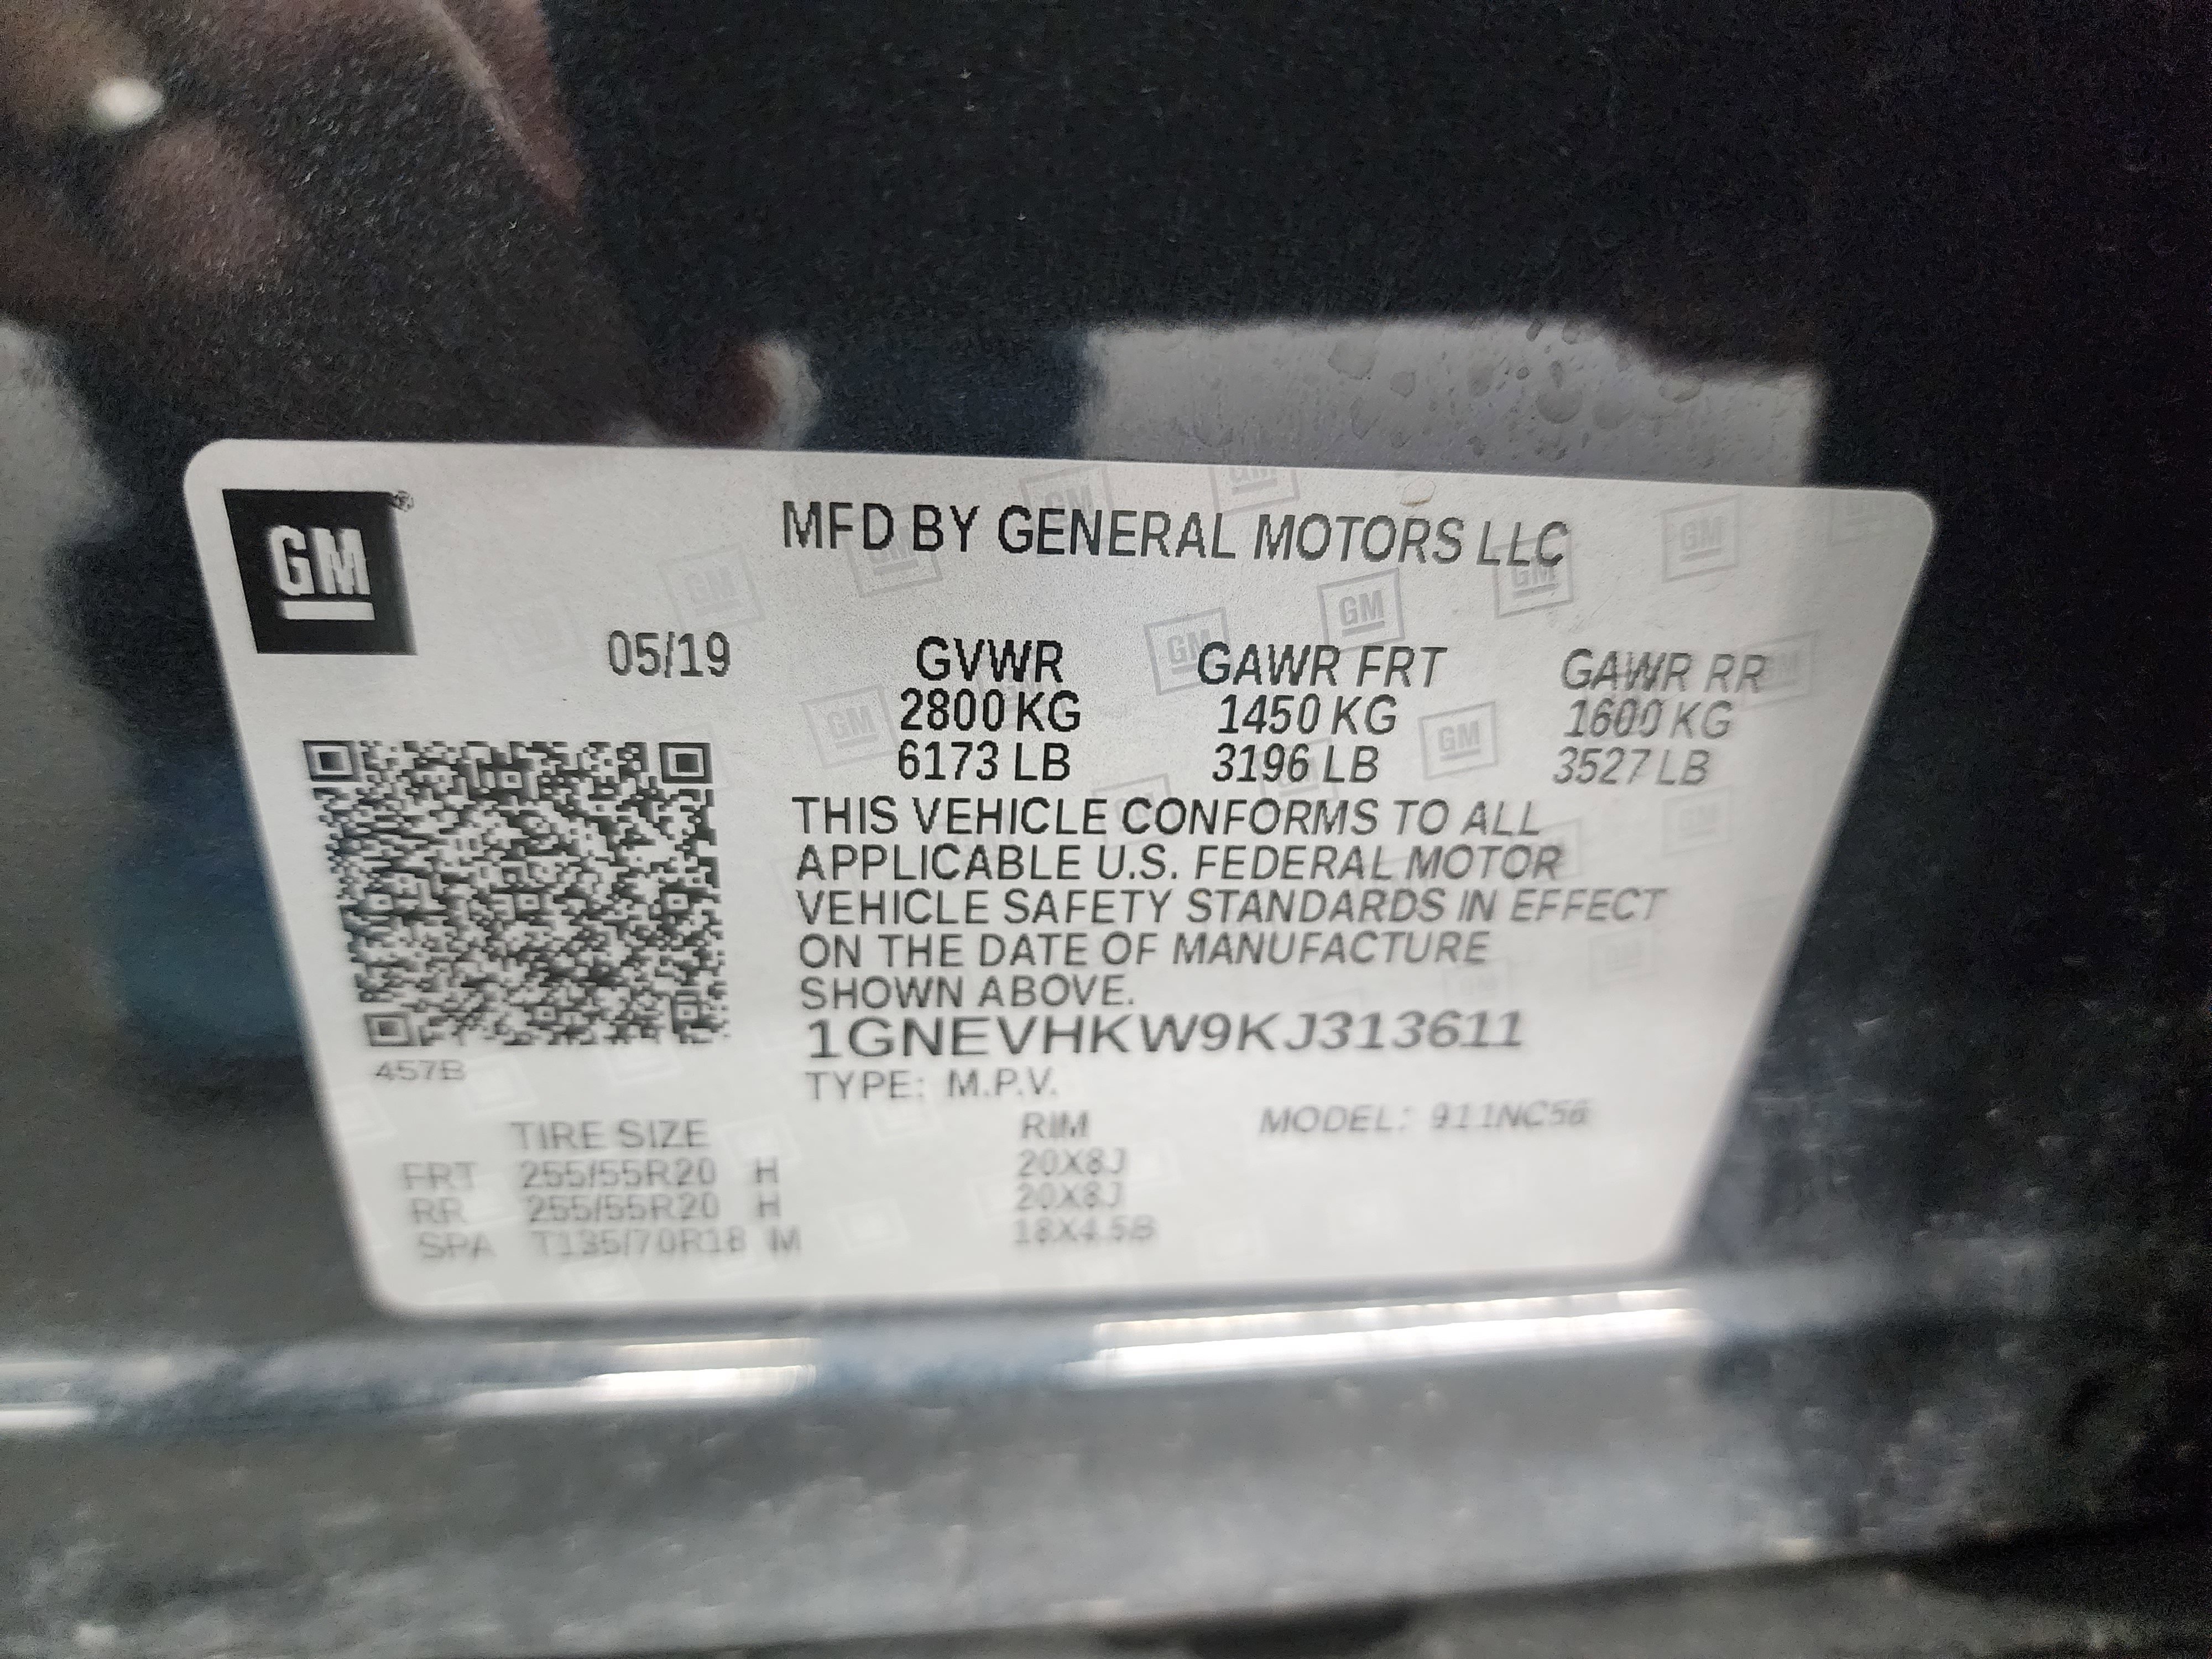 GM
MFD BY GENERAL MOTORS LLC
05/19
GVWR GAWR FRT GAWR RR
2800 KG 1450 KG 1600 KG
6173 LB 3196 LB 3527 LB
THIS VEHICLE CONFORMS TO ALL
APPLICABLE U.S. FEDERAL MOTOR
VEHICLE SAFETY STANDARDS IN EFFECT
ON THE DATE OF MANUFACTURE
SHOWN ABOVE.
1GNEVHKW9KJ313611
457B
TYPE: M.P.V.
TIRE SIZE RIM MODEL: 911NC56
FRT 255/55R20 H 20X8J
RR 255/55R20 H 20X8J
SPA T135/70R18 M 18X4.5B